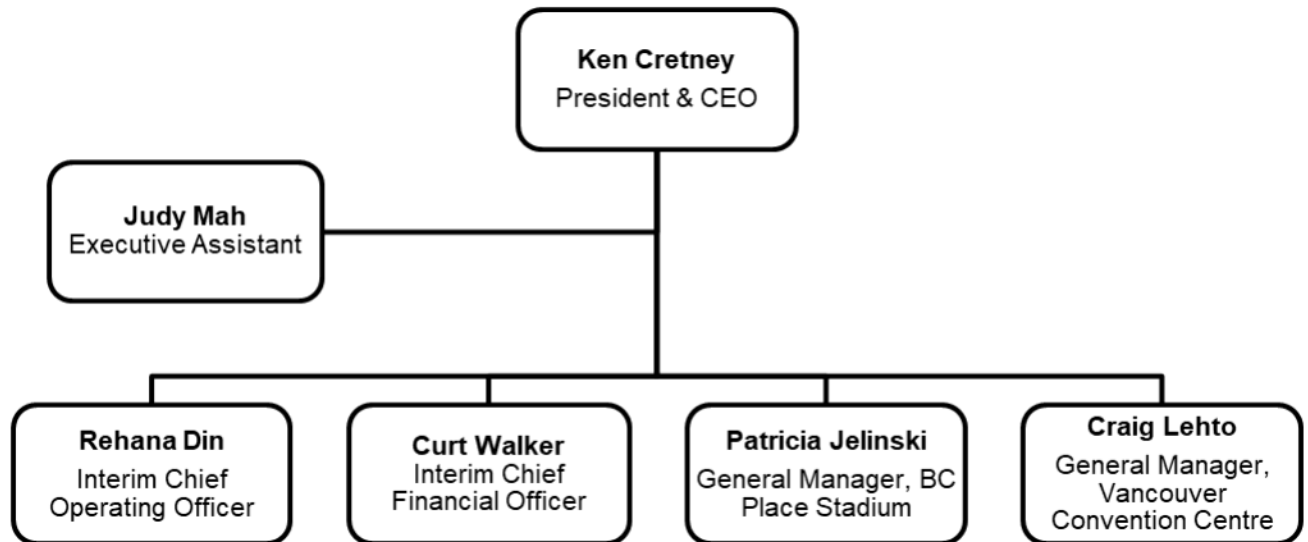 Ken Cretney
President & CEO
Judy Mah
Executive Assistant
Rehana Din
Interim Chief
Operating Officer
Curt Walker
Interim Chief
Financial Officer
Patricia Jelinski
General Manager, BC
Place Stadium
Craig Lehto
General Manager,
Vancouver
Convention Centre